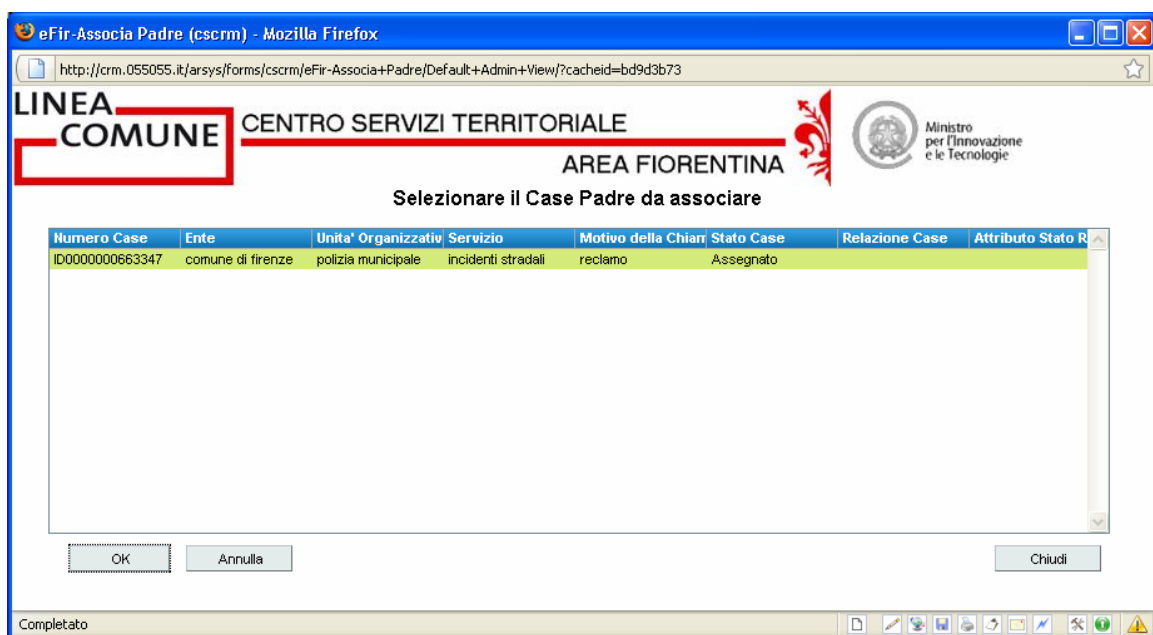 eFir-Associa Padre (cscrm) - Mozilla Firefox
http://crm.055055.it/arsys/forms/cscrm/eFir-Associa+Padre/Default+Admin+View/?cacheid=bd9d3b73
LINEA COMUNE
CENTRO SERVIZI TERRITORIALE
AREA FIORENTINA
Ministro
per l'Innovazione
e le Tecnologie
Selezionare il Case Padre da associare
Numero Case Ente Unita' Organizzativ Servizio Motivo della Chiam Stato Case Relazione Case Attributo Stato R
ID0000000663347 comune di firenze polizia municipale incidenti stradali reclamo Assegnato
OK Annulla Chiudi
Completato